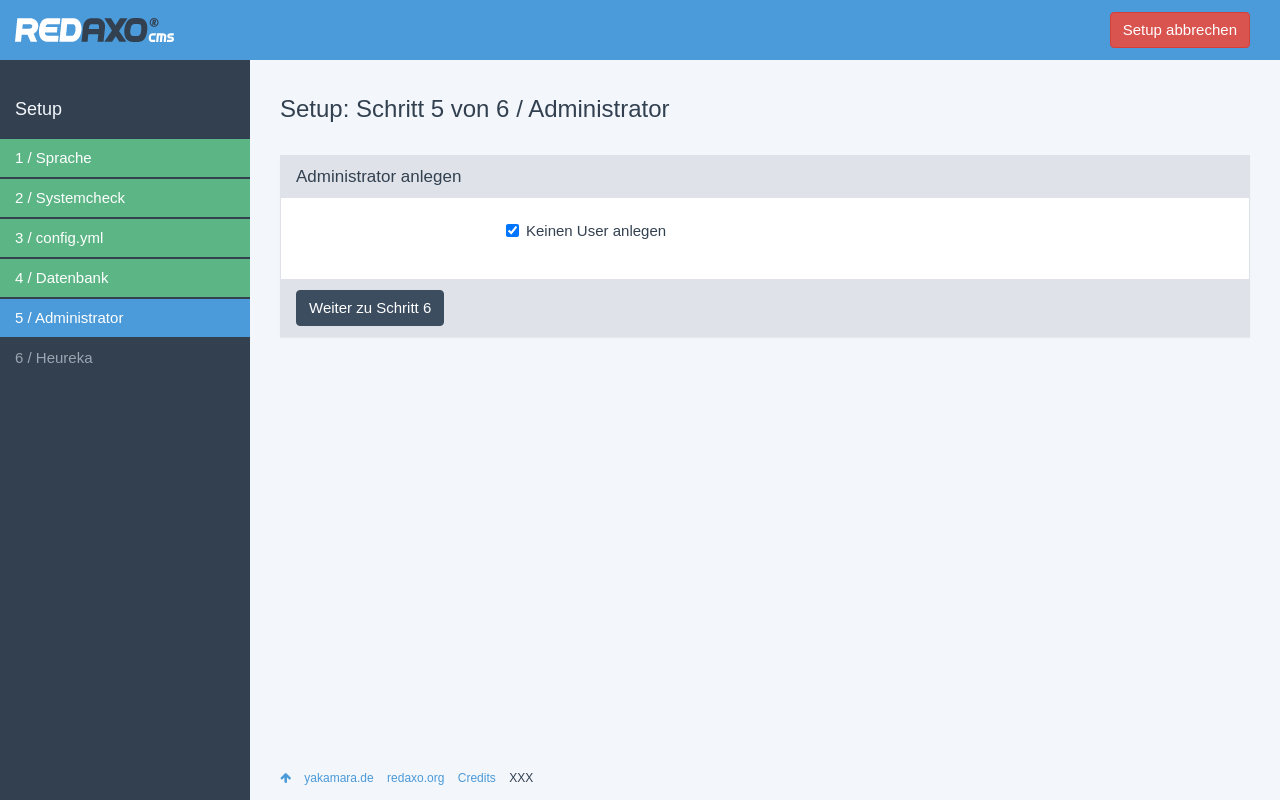 REDAXO® cms
Setup abbrechen
Setup
1 / Sprache
2 / Systemcheck
3 / config.yml
4 / Datenbank
5 / Administrator
6 / Heureka
Setup: Schritt 5 von 6 / Administrator
Administrator anlegen
Keinen User anlegen
Weiter zu Schritt 6
yakamara.de redaxo.org Credits XXX